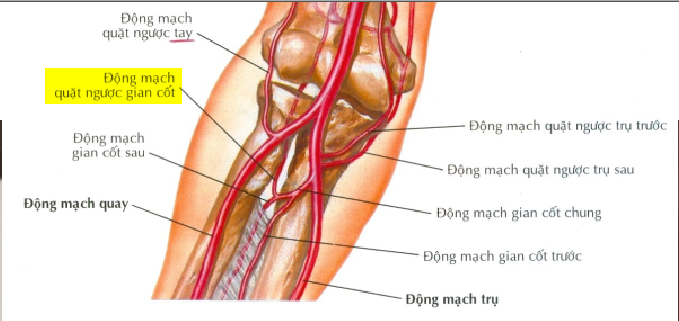 Động mạch
quặt ngược tay
Động mạch
quặt ngược gian cốt
Động mạch
gian cốt sau
Động mạch quay
Động mạch quặt ngược trụ trước
Động mạch quặt ngược trụ sau
Động mạch gian cốt chung
Động mạch gian cốt trước
Động mạch trụ